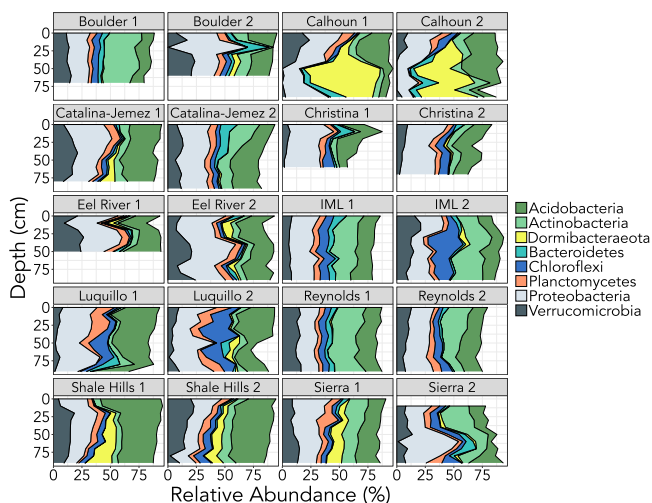 Boulder 1 Boulder 2 Calhoun 1 Calhoun 2
0
25
50
75
Catalina-Jemez 1 Catalina-Jemez 2 Christina 1 Christina 2
0
25
50
75
Eel River 1 Eel River 2 IML 1 IML 2
0
25
50
75
Luquillo 1 Luquillo 2 Reynolds 1 Reynolds 2
0
25
50
75
Shale Hills 1 Shale Hills 2 Sierra 1 Sierra 2
0
25
50
75
0 25 50 75 0 25 50 75 0 25 50 75 0 25 50 75
Depth (cm)
Relative Abundance (%)
Acidobacteria
Actinobacteria
Dormibacteraeota
Bacteroidetes
Chloroflexi
Planctomycetes
Proteobacteria
Verrucomicrobia